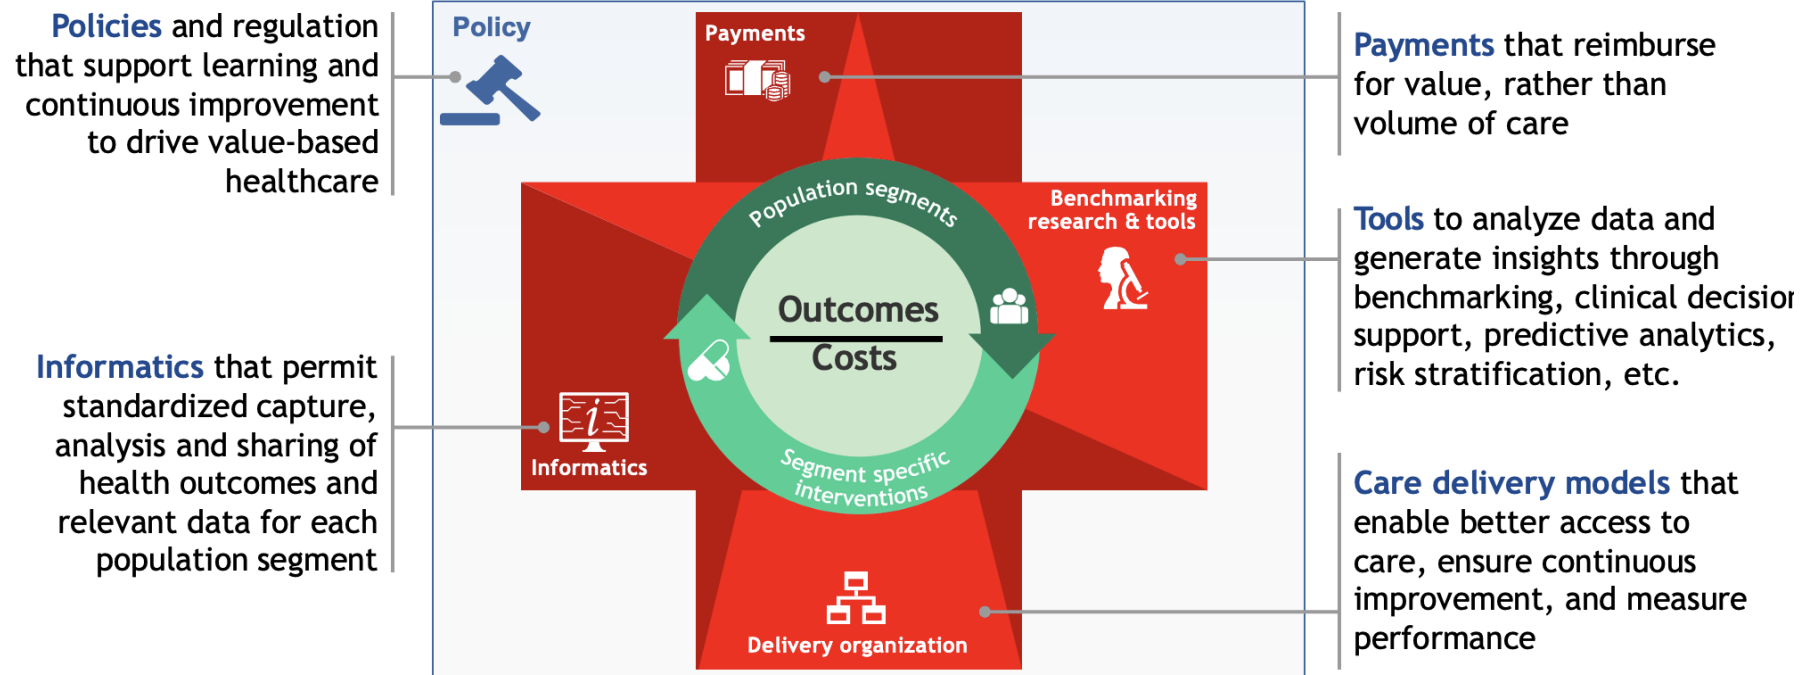 Policies and regulation
that support learning and
continuous improvement
to drive value-based
healthcare
Informatics that permit
standardized capture,
analysis and sharing of
health outcomes and
relevant data for each
population segment
Policy
Payments
Benchmarking
research & tools
Population segments
Outcomes
Costs
Segment specific
interventions
i
Informatics
Delivery organization
Payments that reimburse
for value, rather than
volume of care
Tools to analyze data and
generate insights through
benchmarking, clinical decision
support, predictive analytics,
risk stratification, etc.
Care delivery models that
enable better access to
care, ensure continuous
improvement, and measure
performance